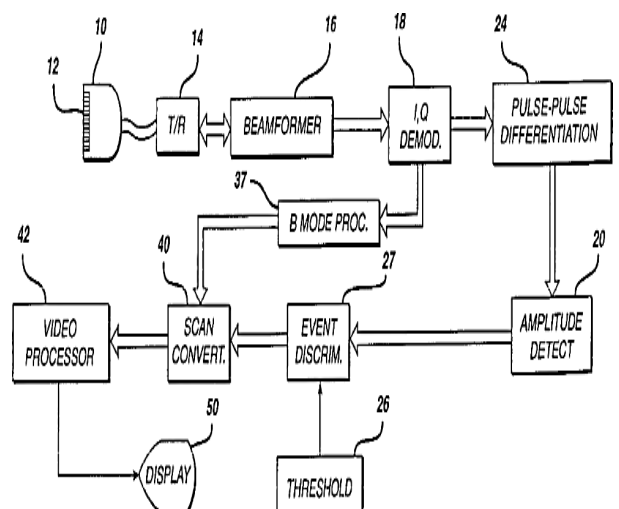 10
12
14
16
18
24
T/R
BEAMFORMER
I,Q
DEMOD.
PULSE-PULSE
DIFFERENTIATION
37
B MODE PROC.
42
40
27
20
VIDEO
PROCESSOR
SCAN
CONVERT.
EVENT
DISCRIM.
AMPLITUDE
DETECT
50
DISPLAY
26
THRESHOLD